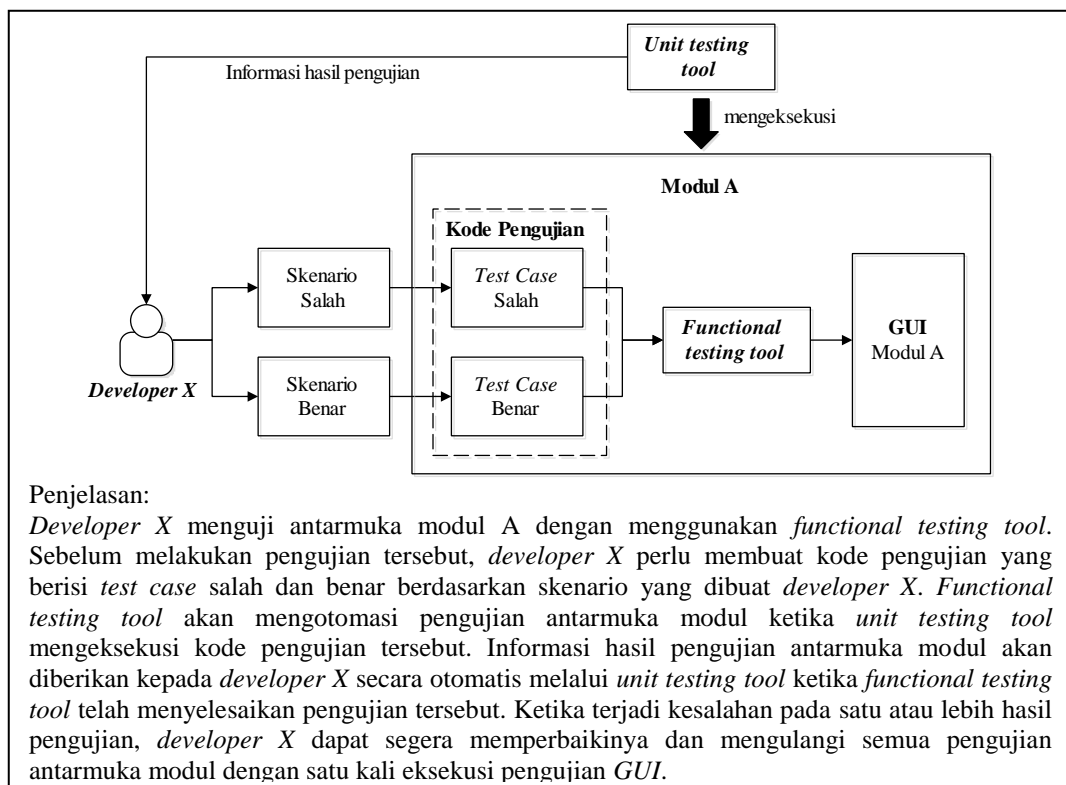 Unit testing
tool
Informasi hasil pengujian
mengeksekusi
Modul A
Kode Pengujian
Skenario
Salah
Test Case
Salah
Functional
testing tool
GUI
Modul A
Developer X
Skenario
Benar
Test Case
Benar
Penjelasan:
Developer X menguji antarmuka modul A dengan menggunakan functional testing tool.
Sebelum melakukan pengujian tersebut, developer X perlu membuat kode pengujian yang
berisi test case salah dan benar berdasarkan skenario yang dibuat developer X. Functional
testing tool akan mengotomasi pengujian antarmuka modul ketika unit testing tool
mengeksekusi kode pengujian tersebut. Informasi hasil pengujian antarmuka modul akan
diberikan kepada developer X secara otomatis melalui unit testing tool ketika functional testing
tool telah menyelesaikan pengujian tersebut. Ketika terjadi kesalahan pada satu atau lebih hasil
pengujian, developer X dapat segera memperbaikinya dan mengulangi semua pengujian
antarmuka modul dengan satu kali eksekusi pengujian GUI.